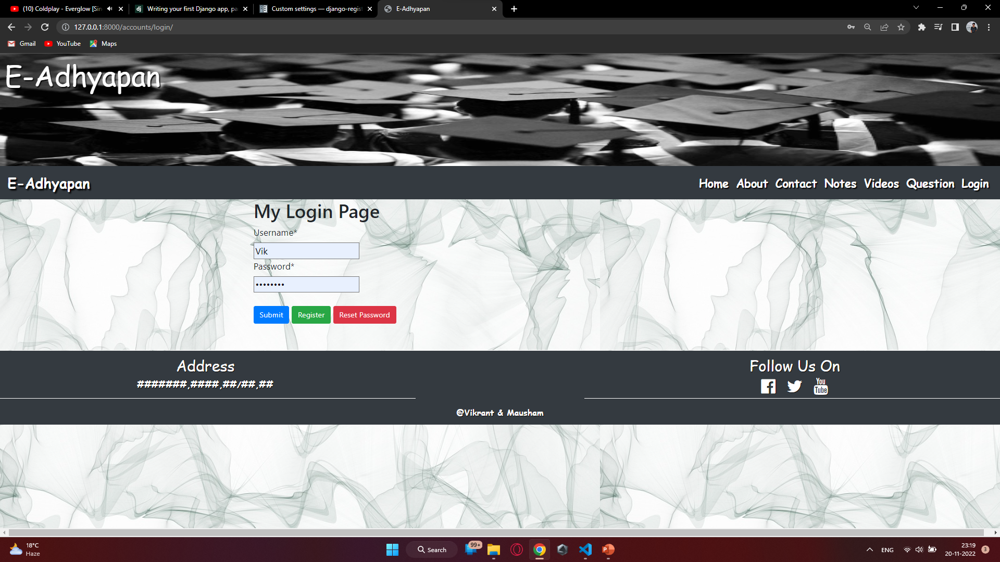 (10) Coldplay - Everglow [Sin
Writing your first Django app, pa
Custom settings — django-regist
E-Adhyapan
127.0.0.1:8000/accounts/login/
Gmail
YouTube
Maps
E-Adhyapan
E-Adhyapan
Home About Contact Notes Videos Question Login
My Login Page
Username*
Vik
Password*
••••••••
Submit
Register
Reset Password
Address
#######,####,##/##,##
Follow Us On
You
Tube
@Vikrant & Mausham
18°C
Haze
Search
99+
ENG
23:19
20-11-2022
3